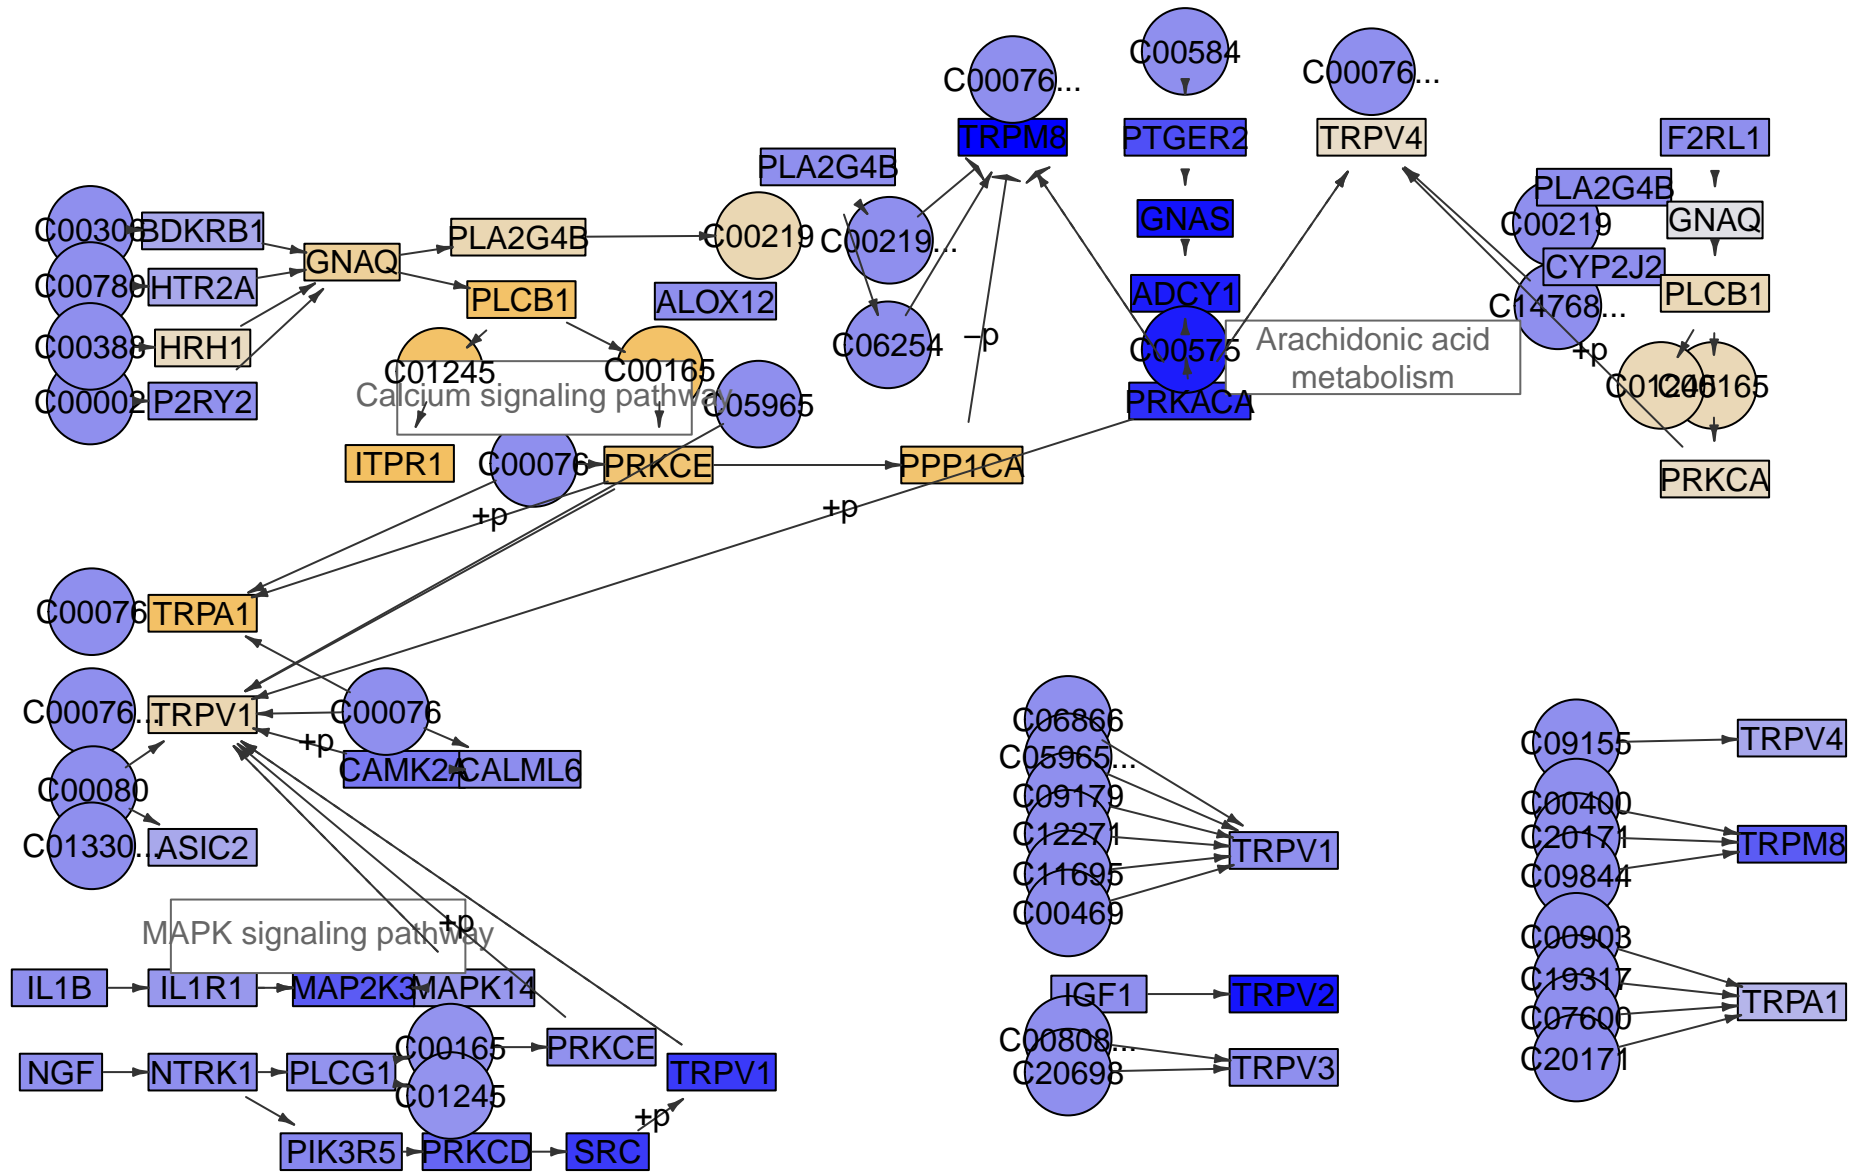 C00584
C00076...
C00076...
TRPM8
PTGER2
TRPV4
F2RL1
PLA2G4B
PLA2G4B
C00219
GNAS
GNAQ
BDKRB1
PLA2G4B
C00219
C00219...
GNAQ
CYP2J2
HTR2A
PLCB1
ALOX12
ADCY1
PLCB1
C14768...
C00388
HRH1
C06254
–p
C00575
Arachidonic acid
metabolism
+p
C01245
C00165
Calcium signaling pathway
C00002
P2RY2
C05965
PRKACA
C01245
C00165
ITPR1
C00076
PRKCE
PPP1CA
PRKCA
+p
+p
C00076
TRPA1
C00076...
TRPV1
C00076
+p
CAMK2A
CALML6
C00080
C01330...
ASIC2
C06866
C05965...
C09179
C12271
C11695
C00469
TRPV1
C09155
TRPV4
C00400
C20171
C09844
TRPM8
MAPK signaling pathway
+p
C00903
C19317
C07600
C20171
TRPA1
IL1B
IL1R1
MAP2K3
MAPK14
IGF1
TRPV2
C00808...
C20698
TRPV3
NGF
NTRK1
PLCG1
C00165
C01245
PRKCE
TRPV1
+p
PIK3R5
PRKCD
SRC